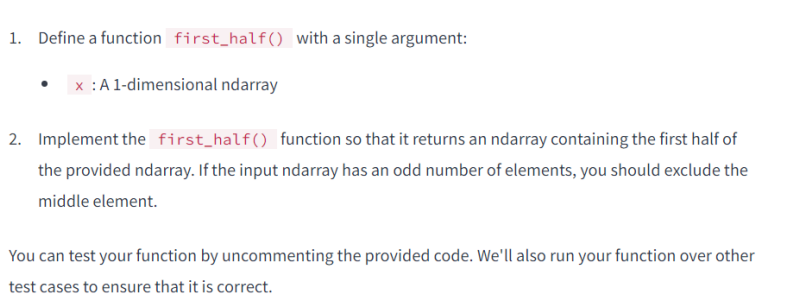 1. Define a function first_half() with a single argument:
• x : A 1-dimensional ndarray
2. Implement the first_half() function so that it returns an ndarray containing the first half of
the provided ndarray. If the input ndarray has an odd number of elements, you should exclude the
middle element.
You can test your function by uncommenting the provided code. We'll also run your function over other
test cases to ensure that it is correct.